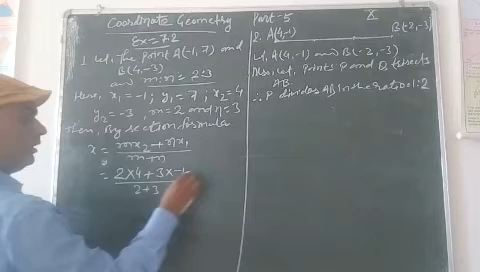 Coordinate Geometry
Part-5
X
Ex=7.2
1. Let, The point A(-1, 7) and
B(4,-3)
and m:n = 2:3
Here, x₁ = -1; y₁ = 7; x₂ = 4
y₂ = -3, m = 2 and n = 3
Then, By section formula
x = mx₂ + nx₁
m+n
= 2×4+3×-1
2+3
2. A(4,-1)
B(-2,-3)
Let, A(4,-1) and B(-2,-3)
Also, let, Points P and Q trisects
AB.
∴ P divides AB in the ratio 1:2